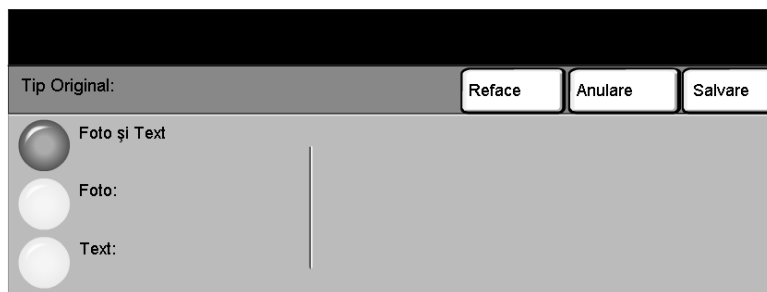 Tip Original:
Reface
Anulare
Salvare
Foto şi Text
Foto:
Text: